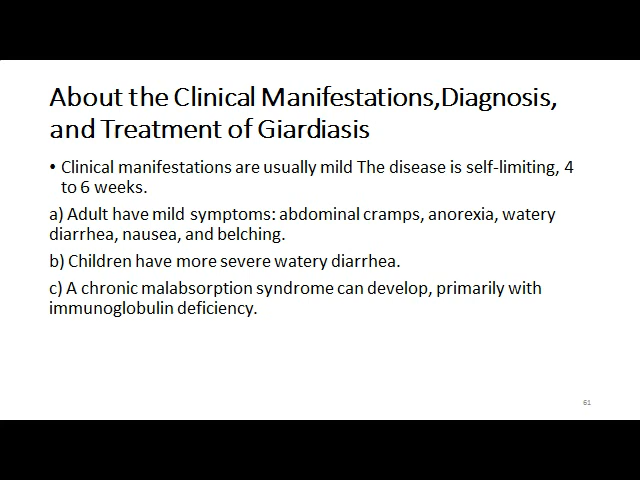 About the Clinical Manifestations,Diagnosis,
and Treatment of Giardiasis
• Clinical manifestations are usually mild The disease is self-limiting, 4
to 6 weeks.
a) Adult have mild symptoms: abdominal cramps, anorexia, watery
diarrhea, nausea, and belching.
b) Children have more severe watery diarrhea.
c) A chronic malabsorption syndrome can develop, primarily with
immunoglobulin deficiency.
61